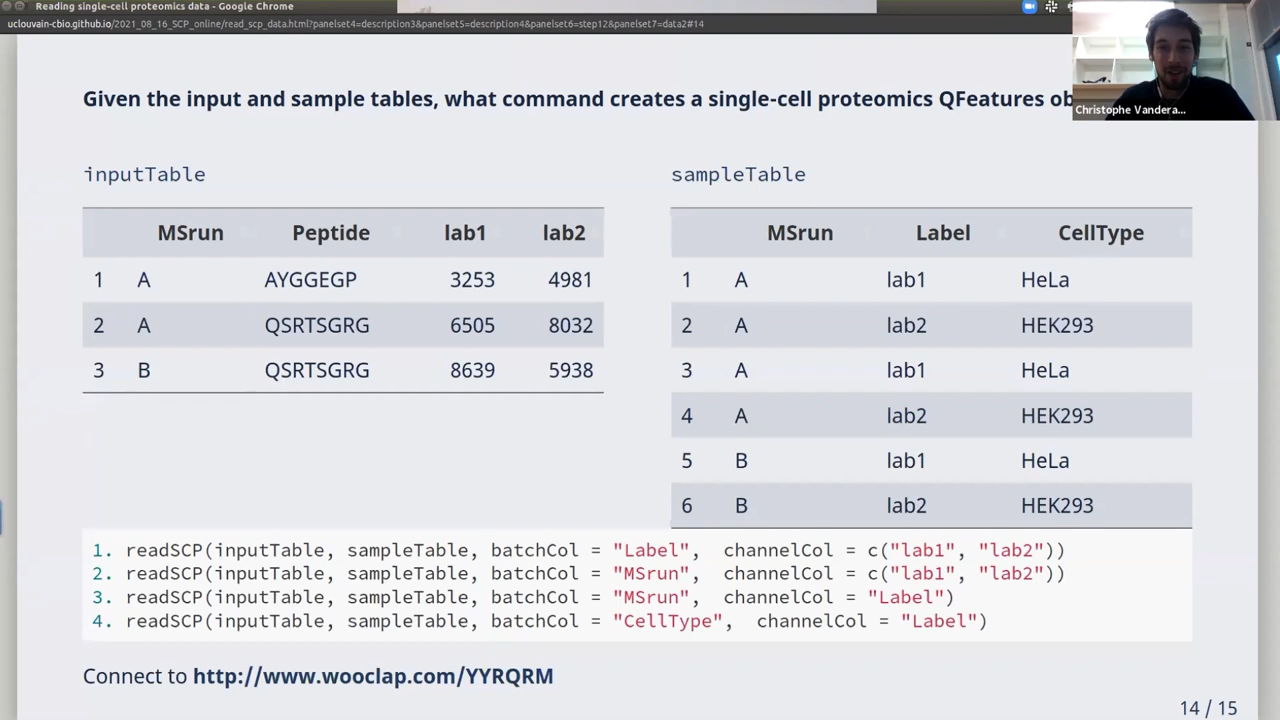 Reading single-cell proteomics data - Google Chrome
uclouvain-cbio.github.io/2021_08_16_SCP_online/read_scp_data.html?panelset4=description3&panelset5=description4&panelset6=step12&panelset7=data2#14
Christophe Vandera...
Given the input and sample tables, what command creates a single-cell proteomics QFeatures ob
inputTable
MSrun Peptide lab1 lab2
1 A AYGGEGP 3253 4981
2 A QSRTSGRG 6505 8032
3 B QSRTSGRG 8639 5938
sampleTable
MSrun Label CellType
1 A lab1 HeLa
2 A lab2 HEK293
3 A lab1 HeLa
4 A lab2 HEK293
5 B lab1 HeLa
6 B lab2 HEK293
1. readSCP(inputTable, sampleTable, batchCol = "Label", channelCol = c("lab1", "lab2"))
2. readSCP(inputTable, sampleTable, batchCol = "MSrun", channelCol = c("lab1", "lab2"))
3. readSCP(inputTable, sampleTable, batchCol = "MSrun", channelCol = "Label")
4. readSCP(inputTable, sampleTable, batchCol = "CellType", channelCol = "Label")
Connect to http://www.wooclap.com/YYRQRM
14 / 15